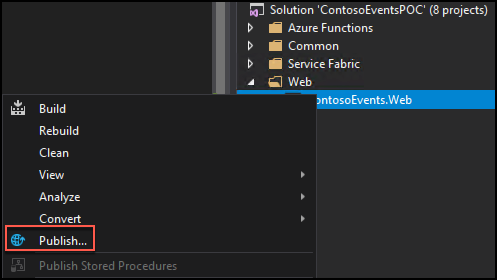 Solution 'ContosoEventsPOC' (8 projects)
Azure Functions
Common
Service Fabric
Web
ontosoEvents.Web
Build
Rebuild
Clean
View
Analyze
Convert
Publish...
Publish Stored Procedures